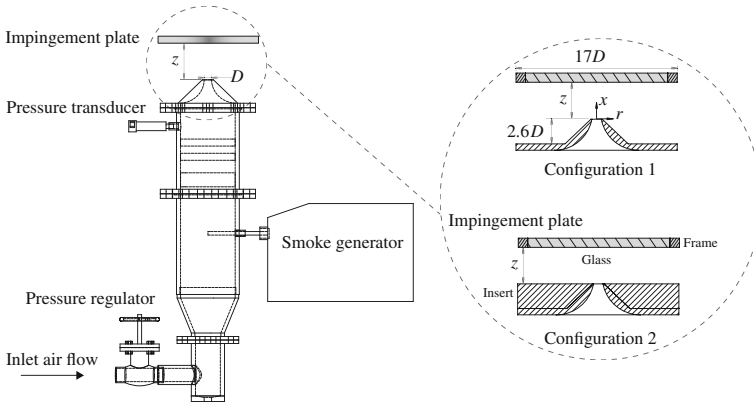 Impingement plate
z
D
Pressure transducer
Smoke generator
Pressure regulator
Inlet air flow
17D
z
x
r
2.6D
Configuration 1
Impingement plate
Frame
Glass
z
Insert
Configuration 2